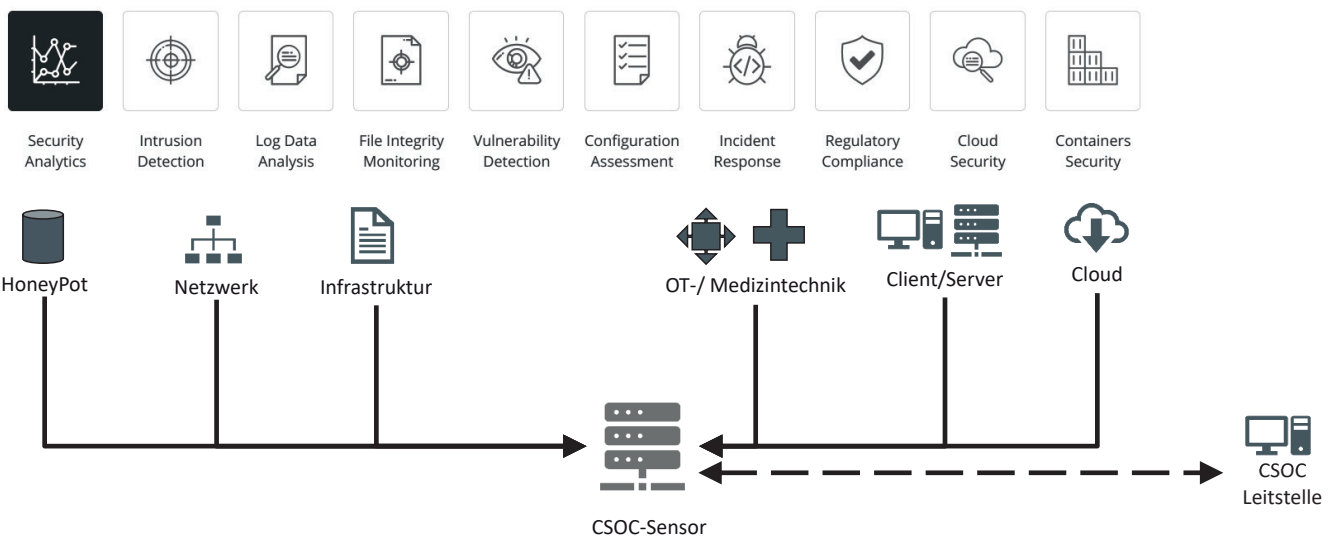 Security
Analytics
Intrusion
Detection
Log Data
Analysis
File Integrity
Monitoring
Vulnerability
Detection
Configuration
Assessment
Incident
Response
Regulatory
Compliance
Cloud
Security
Containers
Security
HoneyPot
Netzwerk
Infrastruktur
OT-/ Medizintechnik
Client/Server
Cloud
CSOC-Sensor
CSOC
Leitstelle